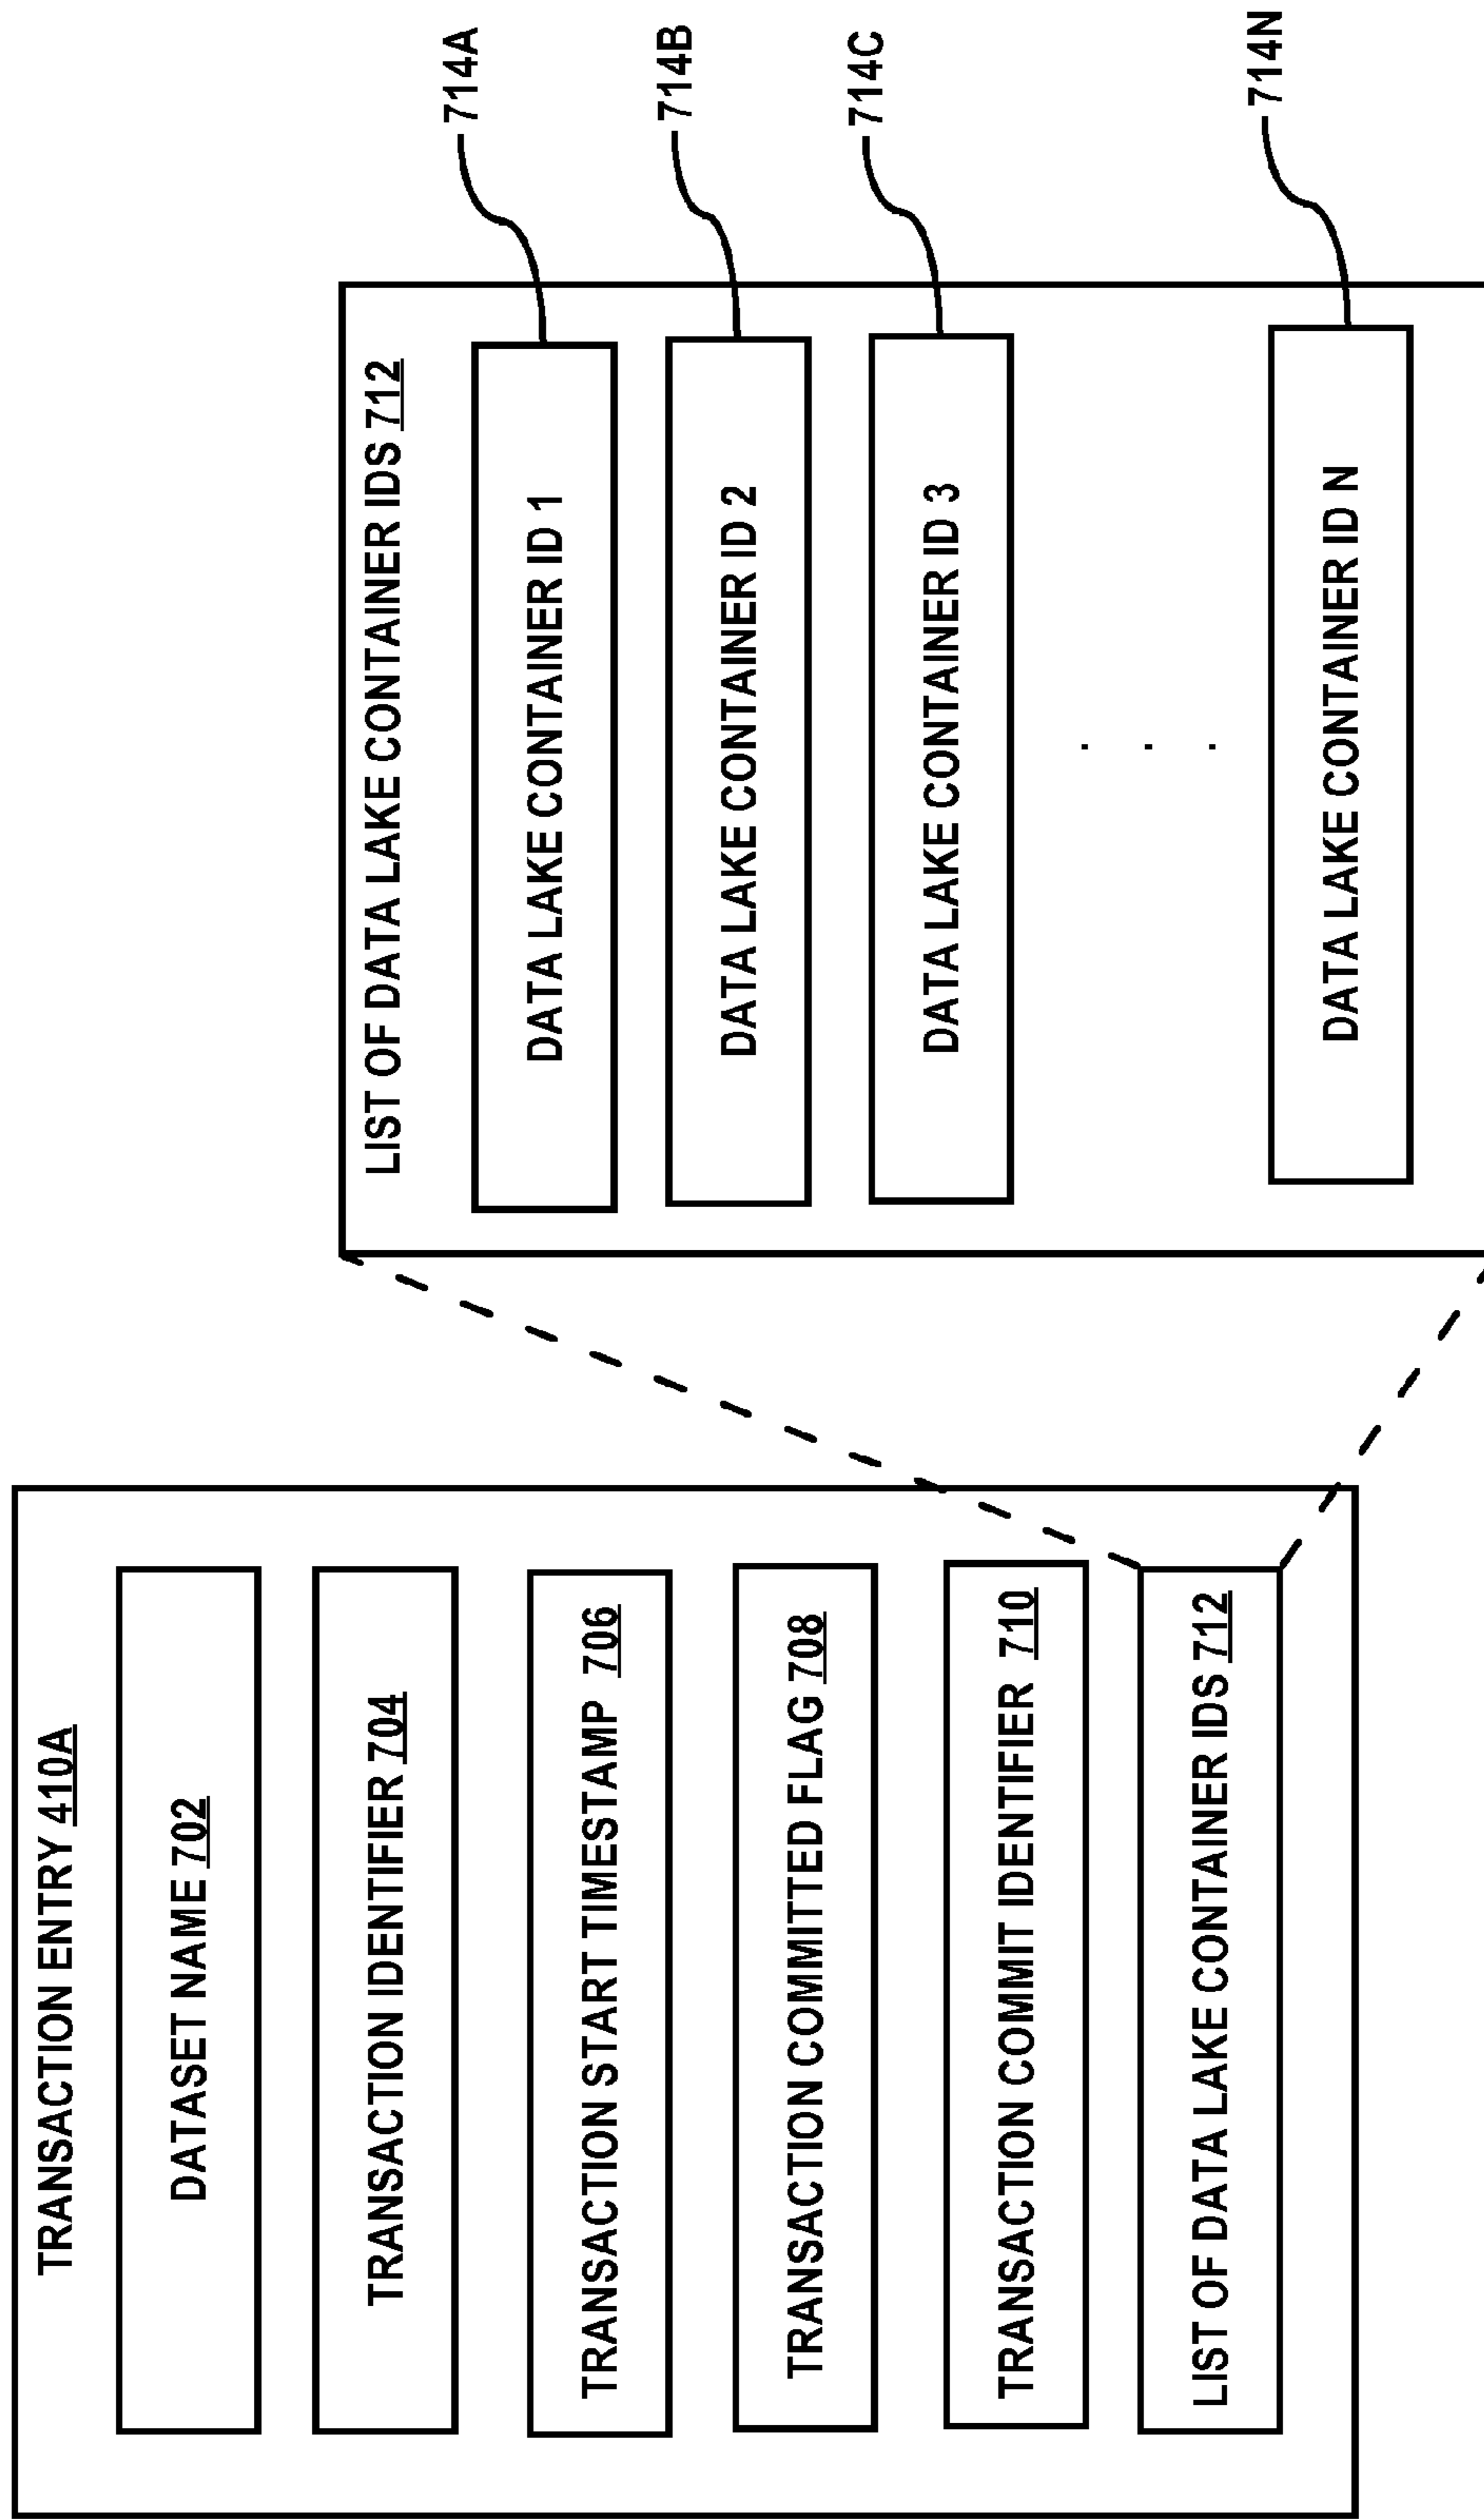 TRANSACTION ENTRY 410A
DATASET NAME 702
TRANSACTION IDENTIFIER 704
TRANSACTION START TIMESTAMP 706
TRANSACTION COMMITTED FLAG 708
TRANSACTION COMMIT IDENTIFIER 710
LIST OF DATA LAKE CONTAINER IDS 712
LIST OF DATA LAKE CONTAINER IDS 712
DATA LAKE CONTAINER ID 1
714A
DATA LAKE CONTAINER ID 2
714B
DATA LAKE CONTAINER ID 3
714C
. . .
DATA LAKE CONTAINER ID N
714N